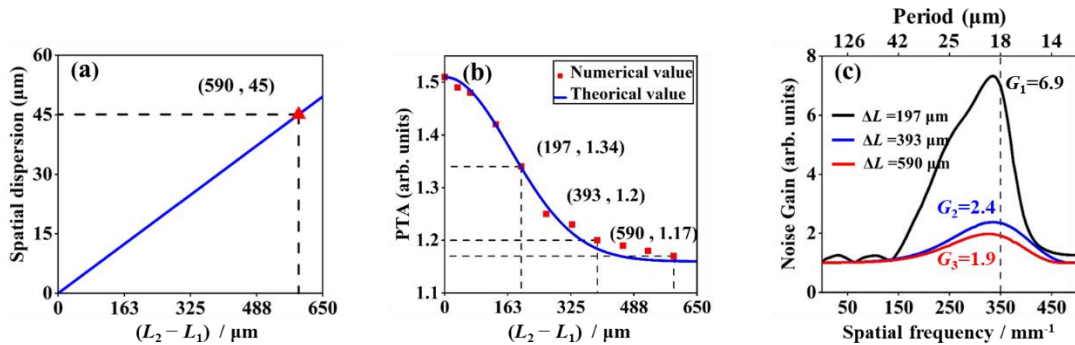 (a)
(590 , 45)
Spatial dispersion (μm)
60
45
30
15
0
0 163 325 488 650
(L₂ − L₁) / μm
(b)
Numerical value
Theorical value
(197 , 1.34)
(393 , 1.2)
(590 , 1.17)
PTA (arb. units)
1.5
1.4
1.3
1.2
1.1
0 163 325 488 650
(L₂ − L₁) / μm
Period (μm)
126 42 25 18 14
(c)
G₁=6.9
ΔL =197 μm
ΔL =393 μm
ΔL =590 μm
G₂=2.4
G₃=1.9
Noise Gain (arb. units)
8
6
4
2
0
50 150 250 350 450
Spatial frequency / mm⁻¹